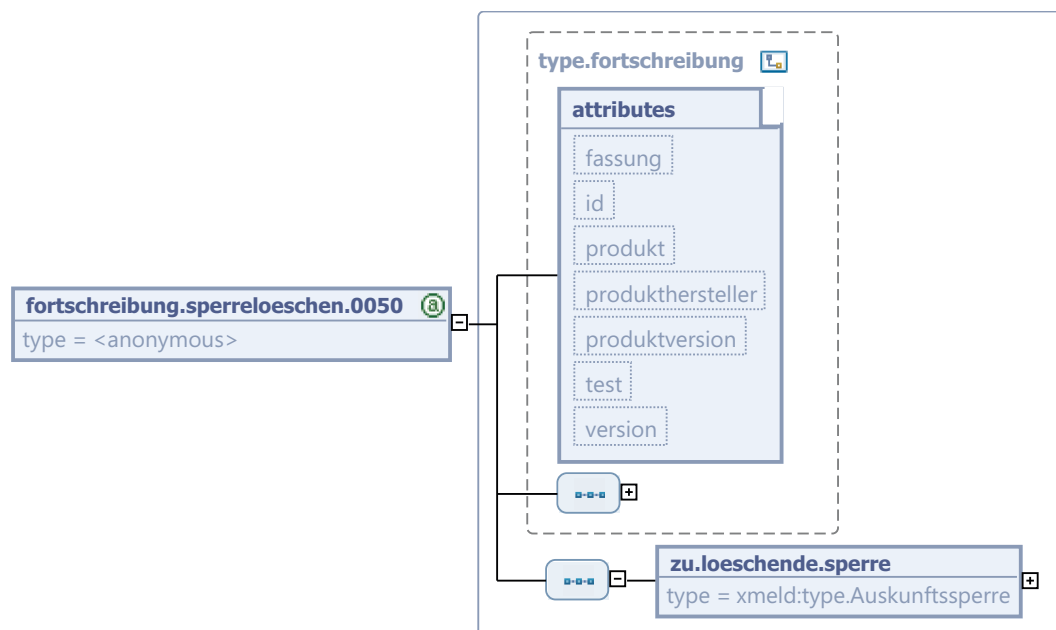 type.fortschreibung
attributes
fassung
id
produkt
produkthersteller
produktversion
test
version
fortschreibung.sperreloeschen.0050 @
type = <anonymous>
zu.loeschende.sperre
type = xmeld:type.Auskunftssperre